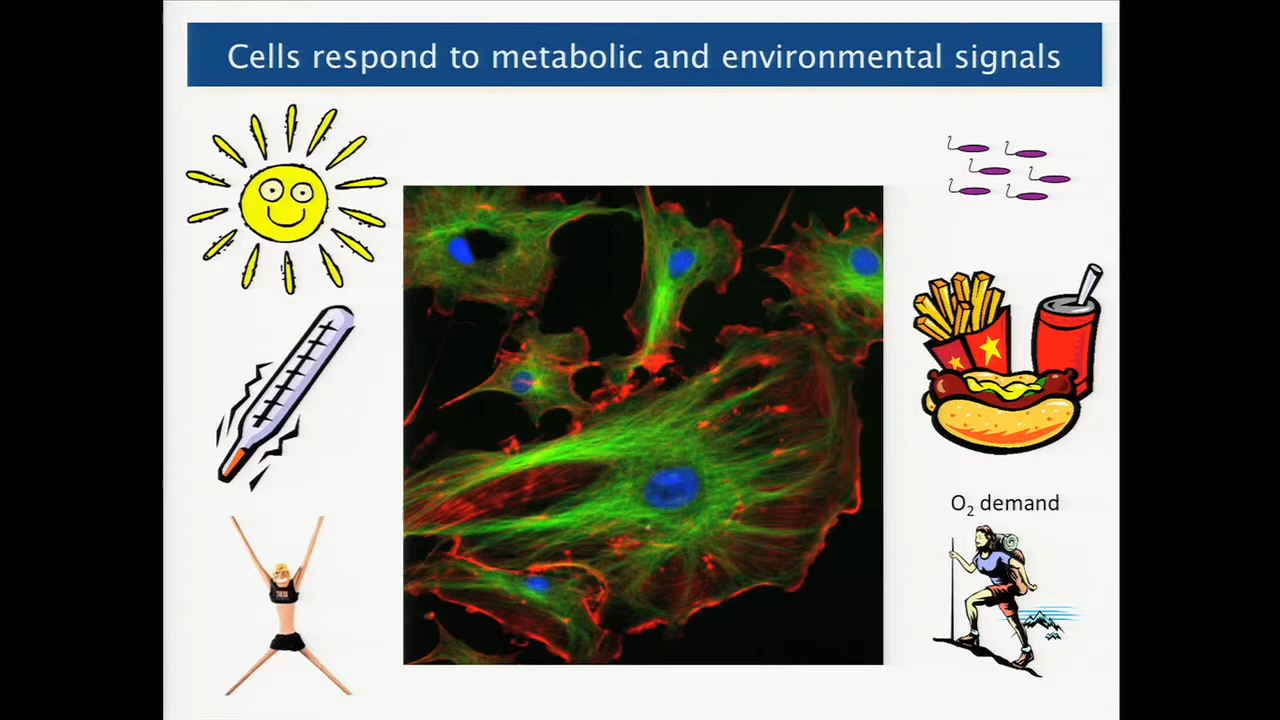 Cells respond to metabolic and environmental signals
O₂ demand